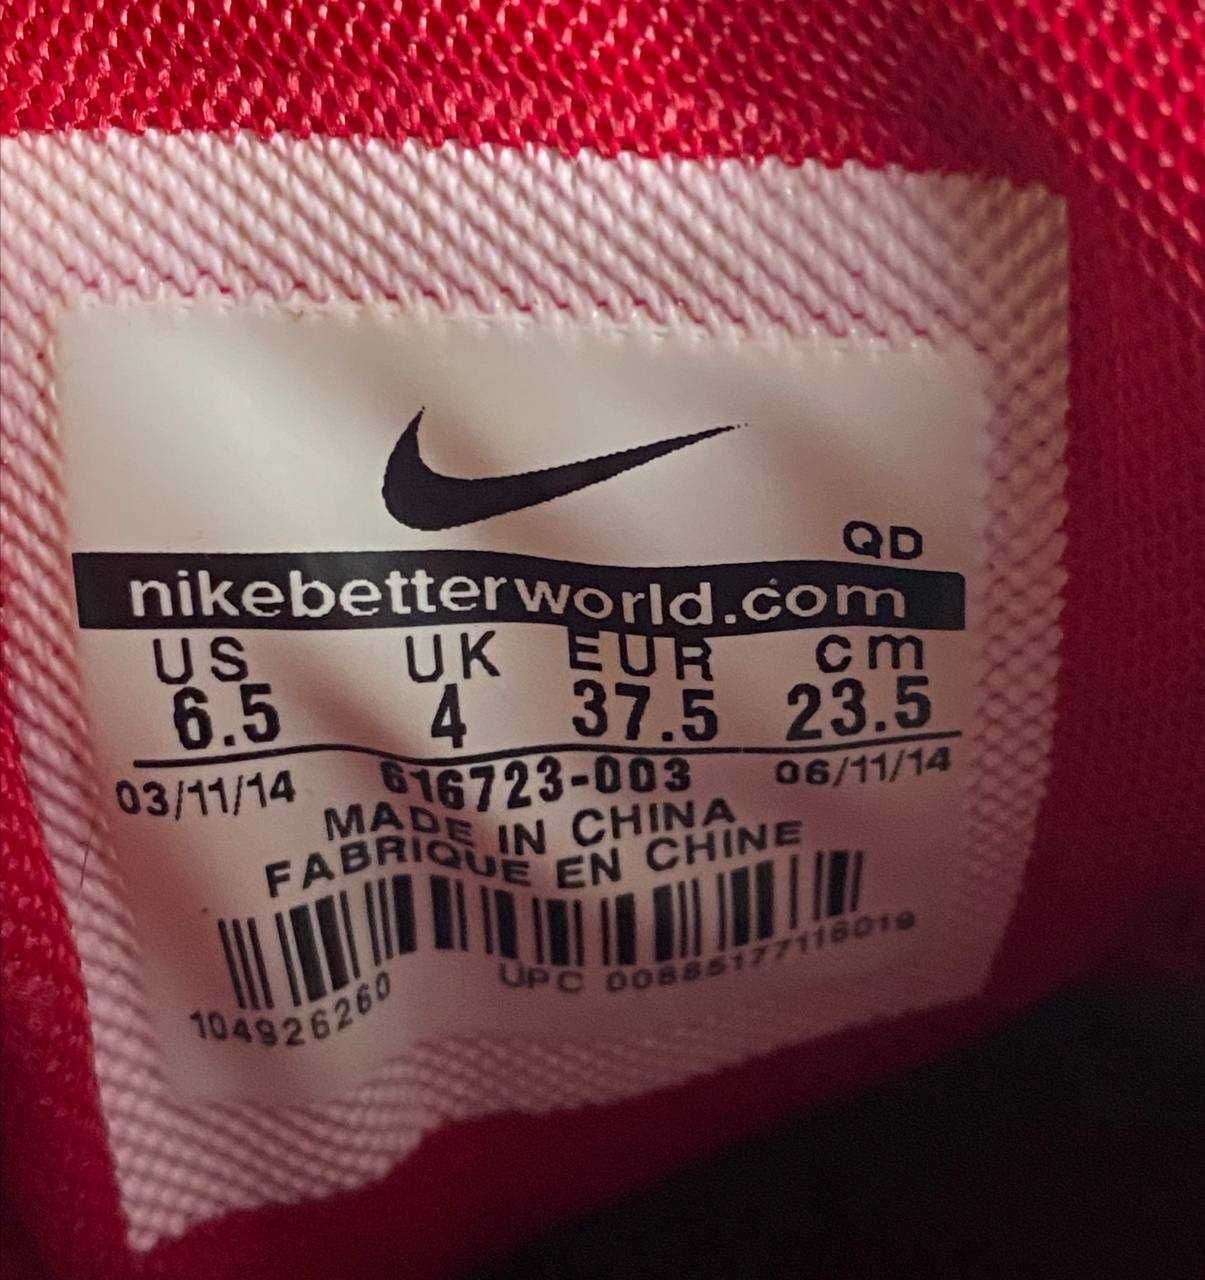 QD
nikebetterworld.com
US UK EUR cm
6.5 4 37.5 23.5
03/11/14 616723-003 06/11/14
MADE IN CHINA
FABRIQUE EN CHINE
UPC 00885177118019
104926260